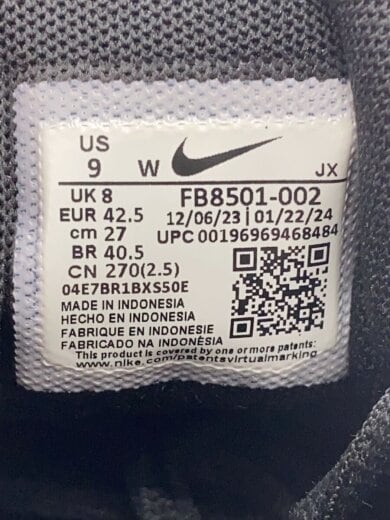 US
9 W JX
UK 8 FB8501-002
EUR 42.5 12/06/23 | 01/22/24
cm 27 UPC 00196969468484
BR 40.5
CN 270(2.5)
04E7BR1BXS50E
MADE IN INDONESIA
HECHO EN INDONESIA
FABRIQUE EN INDONESIE
FABRICADO NA INDONÉSIA
This product is covered by one or more patents:
www.nike.com/patentsvirtualmarking